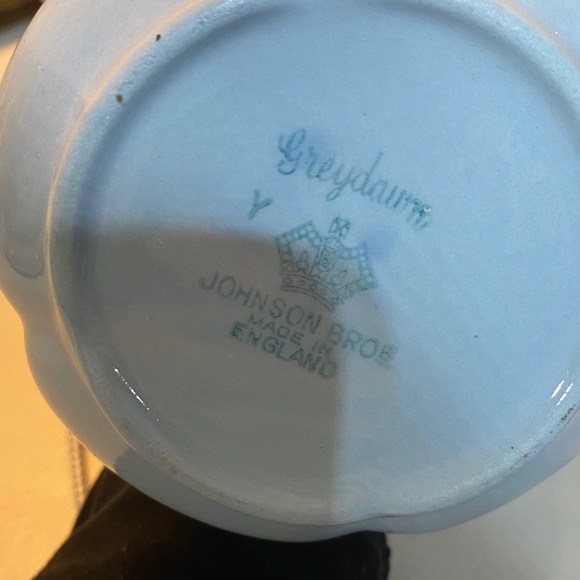 Greydawn
Y
JOHNSON BROS
MADE IN
ENGLAND